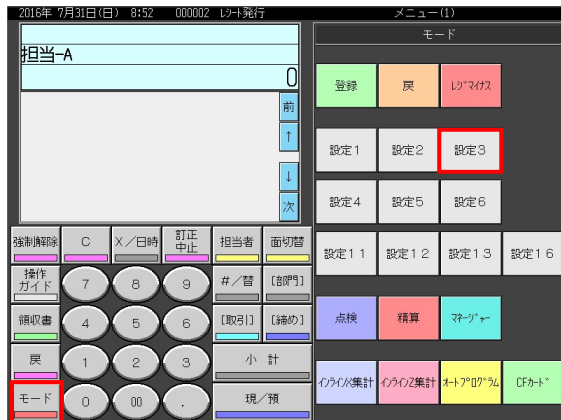 2016年 7月31日(日) 8:52 000002 ﾚｼｰﾄ発行
メニュー(1)
モード
担当-A
0
前
↑
↓
次
登録 戻 ﾚｼﾞﾏｲﾅｽ
設定1 設定2 設定3
設定4 設定5 設定6
設定11 設定12 設定13 設定16
点検 精算 ﾏﾈｰｼﾞｬｰ
ｲﾝﾗｲﾝX集計 ｲﾝﾗｲﾝZ集計 ｵｰﾄﾌﾟﾛｸﾞﾗﾑ CFｶｰﾄﾞ
強制解除 C X/日時 訂正
中止 担当者 面切替
操作
ガイド 7 8 9 #/替 [部門]
領収書 4 5 6 [取引] [締め]
戻 1 2 3 小計
モード 0 00 . 現/預